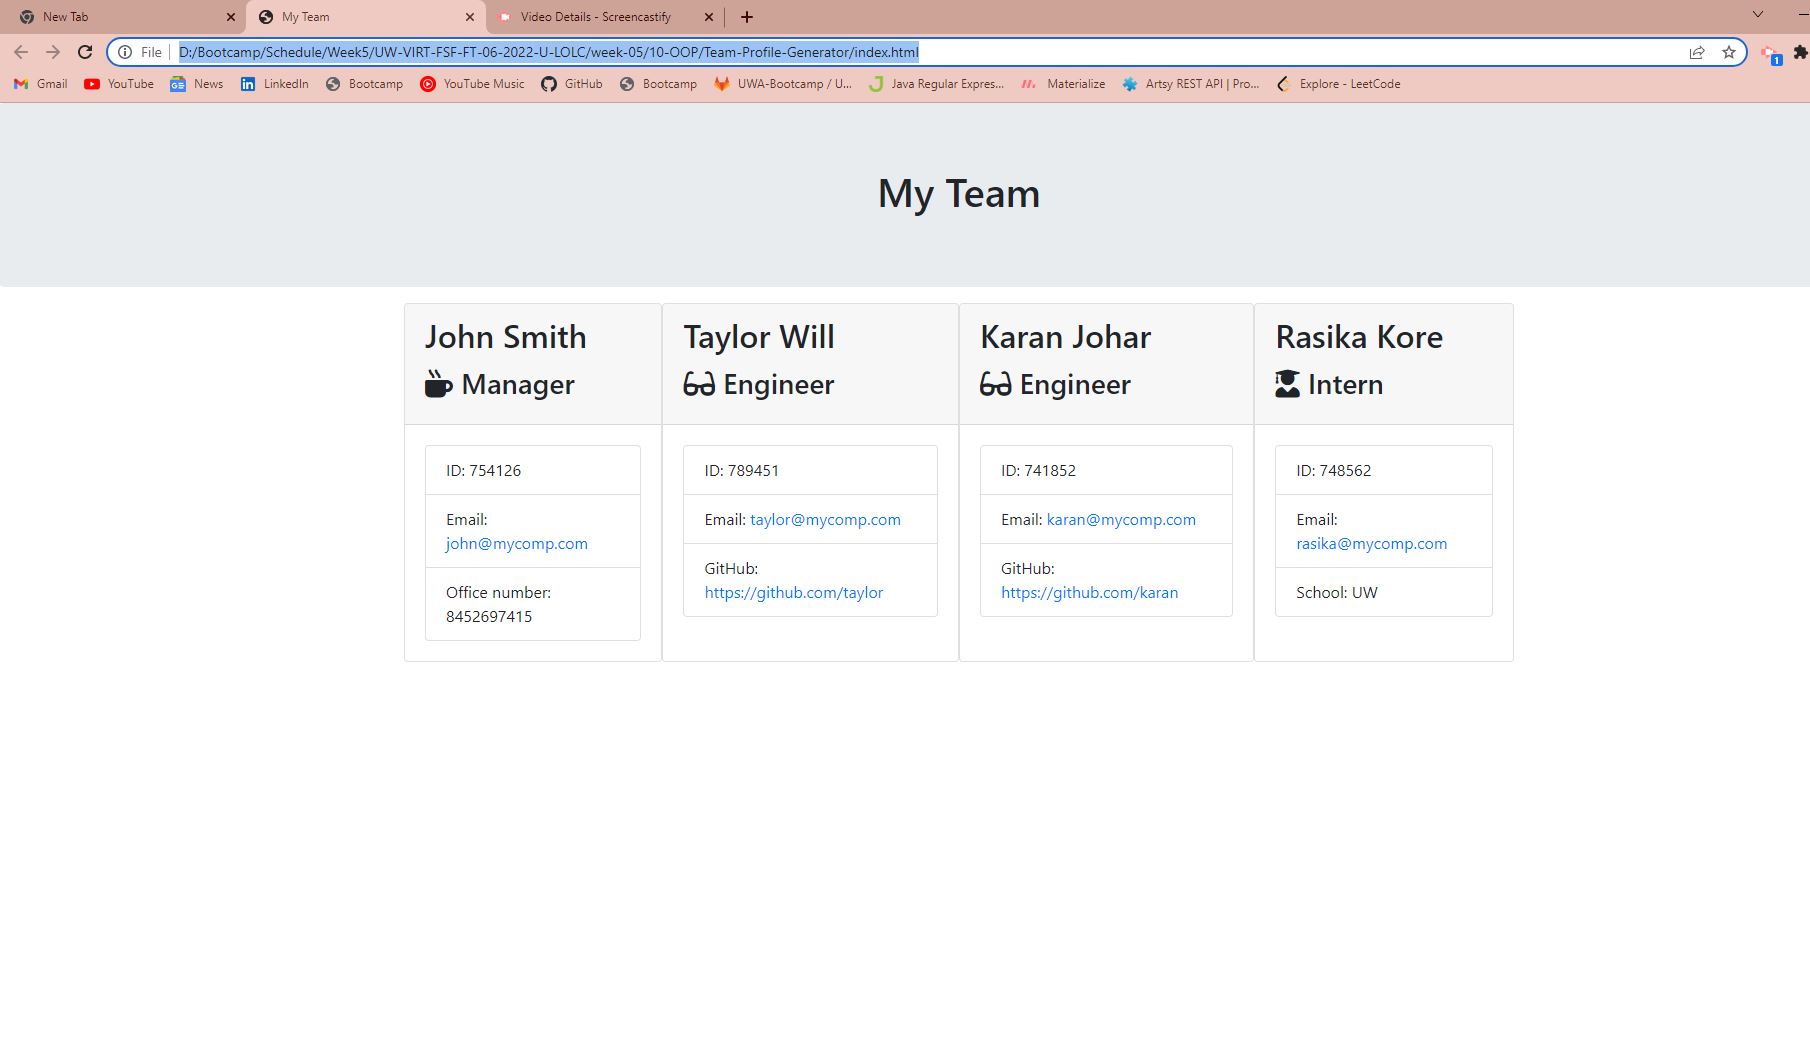 New Tab
My Team
Video Details - Screencastify
File
D:/Bootcamp/Schedule/Week5/UW-VIRT-FSF-FT-06-2022-U-LOLC/week-05/10-OOP/Team-Profile-Generator/index.html
1
Gmail
YouTube
News
LinkedIn
Bootcamp
YouTube Music
GitHub
Bootcamp
UWA-Bootcamp / U...
Java Regular Expres...
Materialize
Artsy REST API | Pro...
Explore - LeetCode
My Team
John Smith
Manager
ID: 754126
Email:
john@mycomp.com
Office number:
8452697415
Taylor Will
Engineer
ID: 789451
Email: taylor@mycomp.com
GitHub:
https://github.com/taylor
Karan Johar
Engineer
ID: 741852
Email: karan@mycomp.com
GitHub:
https://github.com/karan
Rasika Kore
Intern
ID: 748562
Email:
rasika@mycomp.com
School: UW